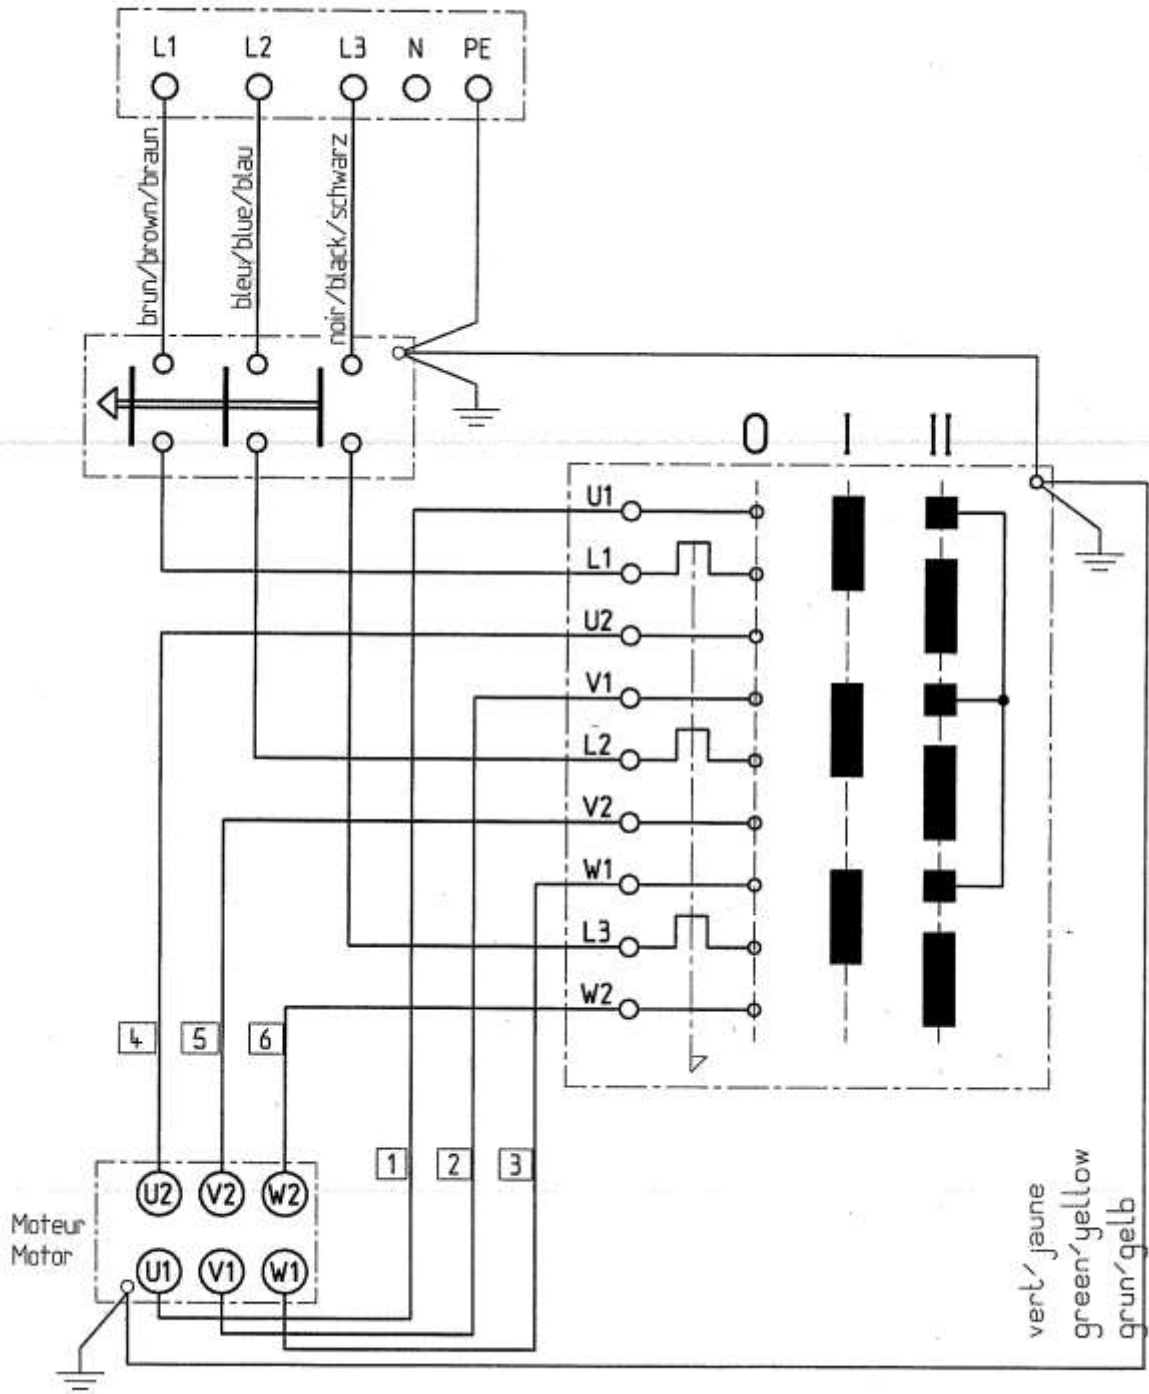 L1 L2 L3 N PE
brun/brown/braun
bleu/blue/blau
noir/black/schwarz
0 I II
U1
L1
U2
V1
L2
V2
W1
L3
W2
4 5 6
1 2 3
U2 V2 W2
Moteur
Motor
U1 V1 W1
vert/jaune
green/yellow
grun/gelb